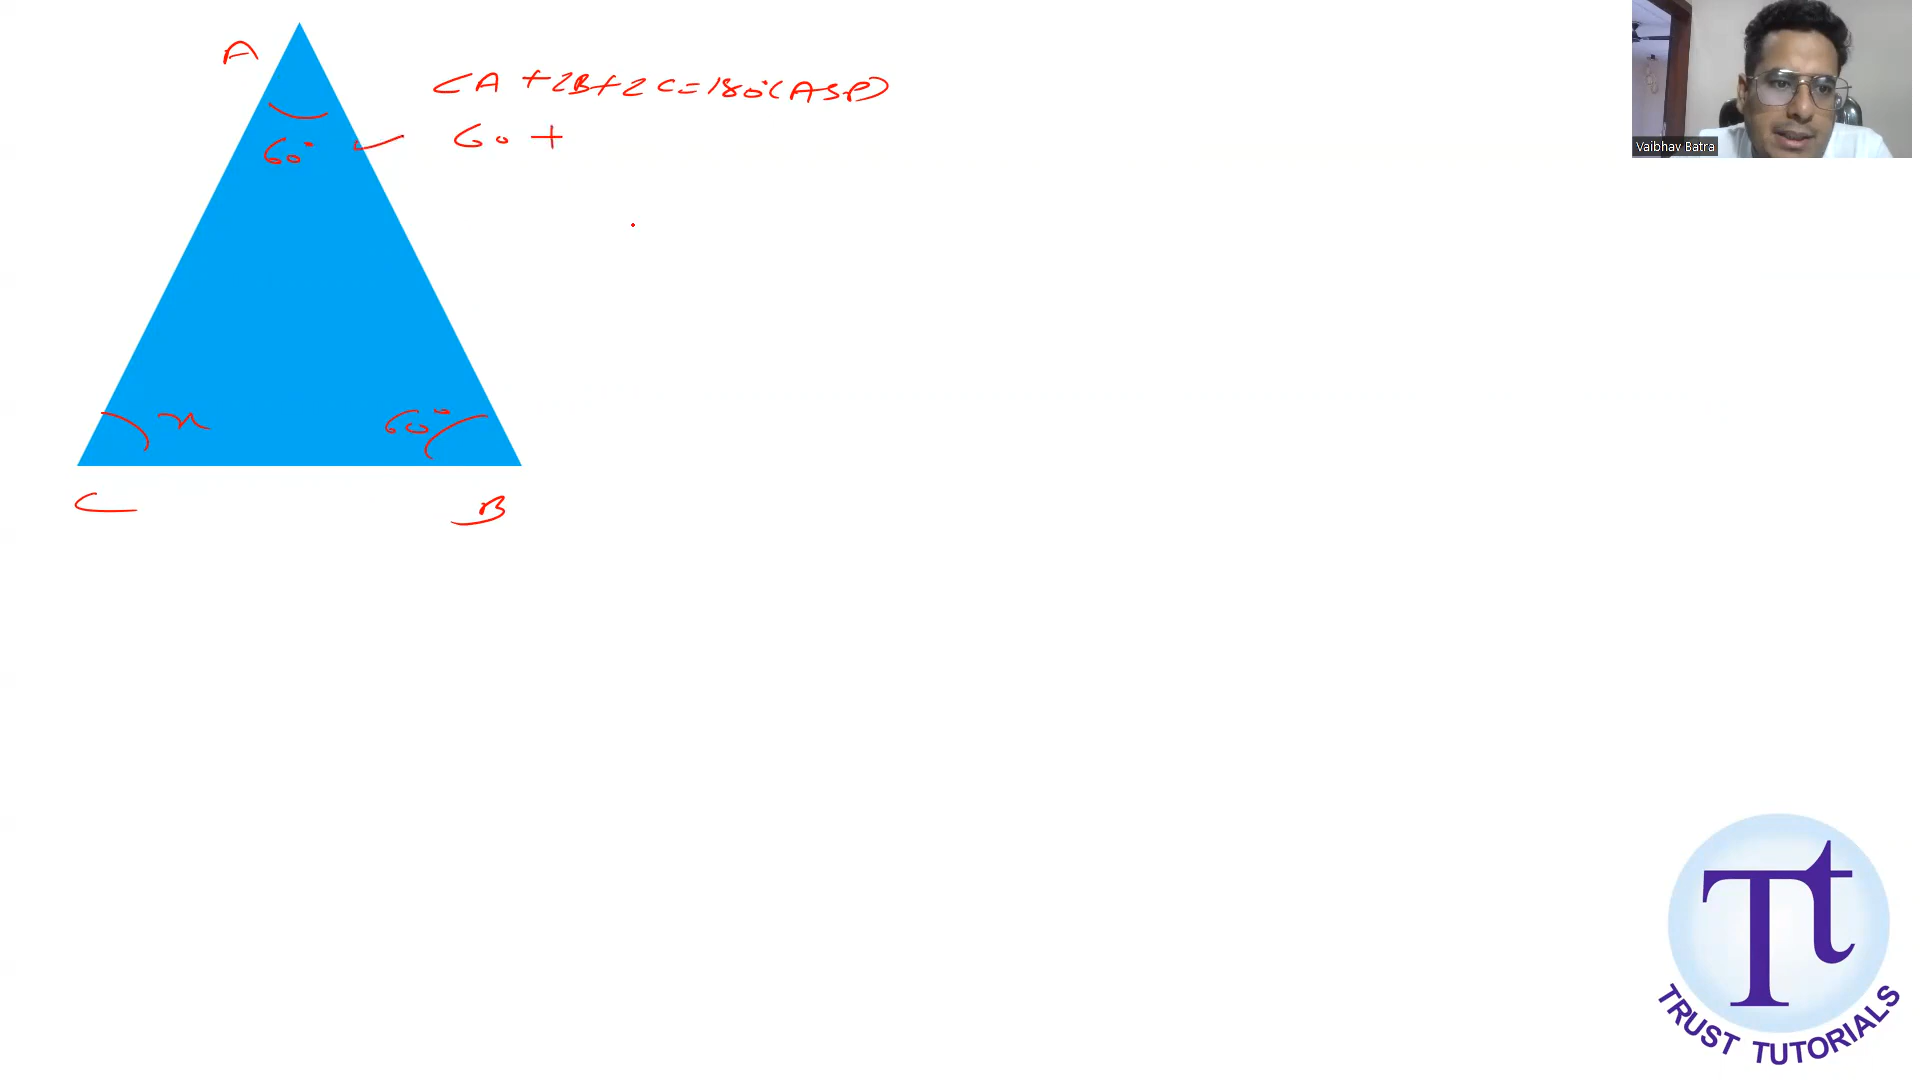 A
∠A + ∠B + ∠C = 180° (ASP)
60 +
60°
x
60°
C
B
Vaibhav Batra
Tt
TRUST TUTORIALS